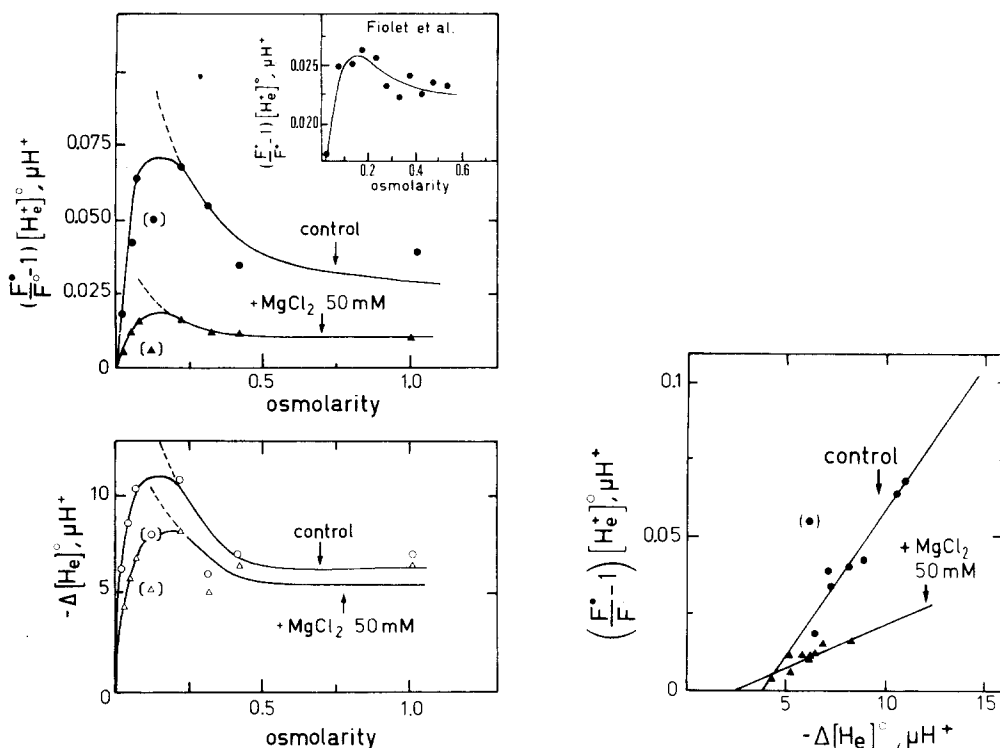 Fiolet et al.
(F•/F° -1) [H⁺e]°, μH⁺
0.025
0.020
0 0.2 0.4 0.6
osmolarity
(F•/F° -1) [H⁺e]°, μH⁺
0.075
0.050
0.025
0
control
+MgCl₂ 50 mM
0.5 1.0
osmolarity
-Δ[Hₑ]°, μH⁺
10
5
0
control
+MgCl₂ 50 mM
0.5 1.0
osmolarity
(F•/F -1) [H⁺e]°, μH⁺
0.1
0.05
0
control
+MgCl₂
50 mM
5 10 15
-Δ[Hₑ]°, μH⁺